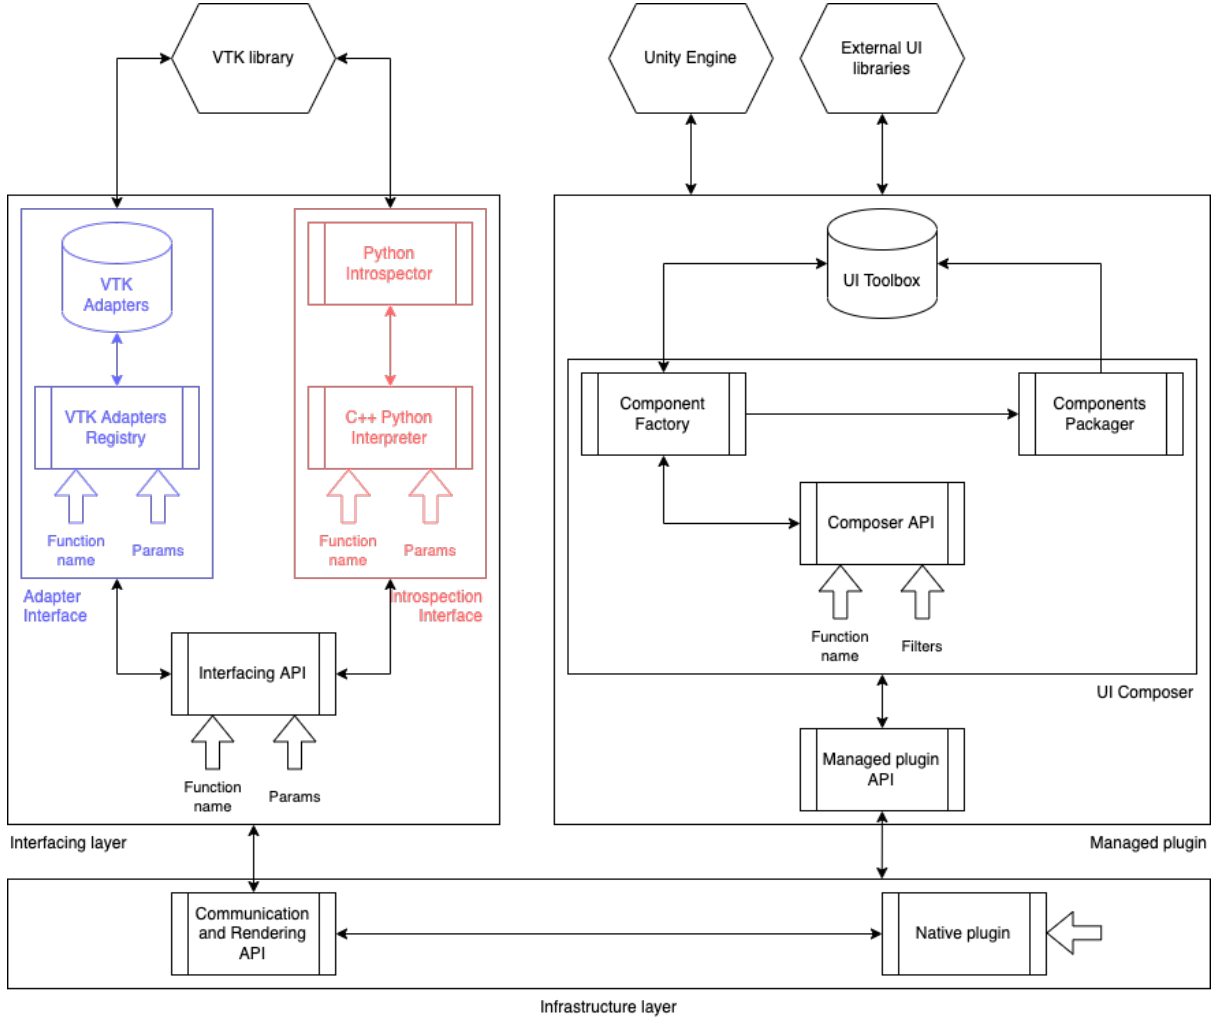 VTK library
Unity Engine
External UI
libraries
VTK
Adapters
VTK Adapters
Registry
Function
name
Params
Adapter
Interface
Python
Introspector
C++ Python
Interpreter
Function
name
Params
Introspection
Interface
Interfacing API
Function
name
Params
Interfacing layer
UI Toolbox
Component
Factory
Components
Packager
Composer API
Function
name
Filters
UI Composer
Managed plugin
API
Managed plugin
Communication
and Rendering
API
Native plugin
Infrastructure layer